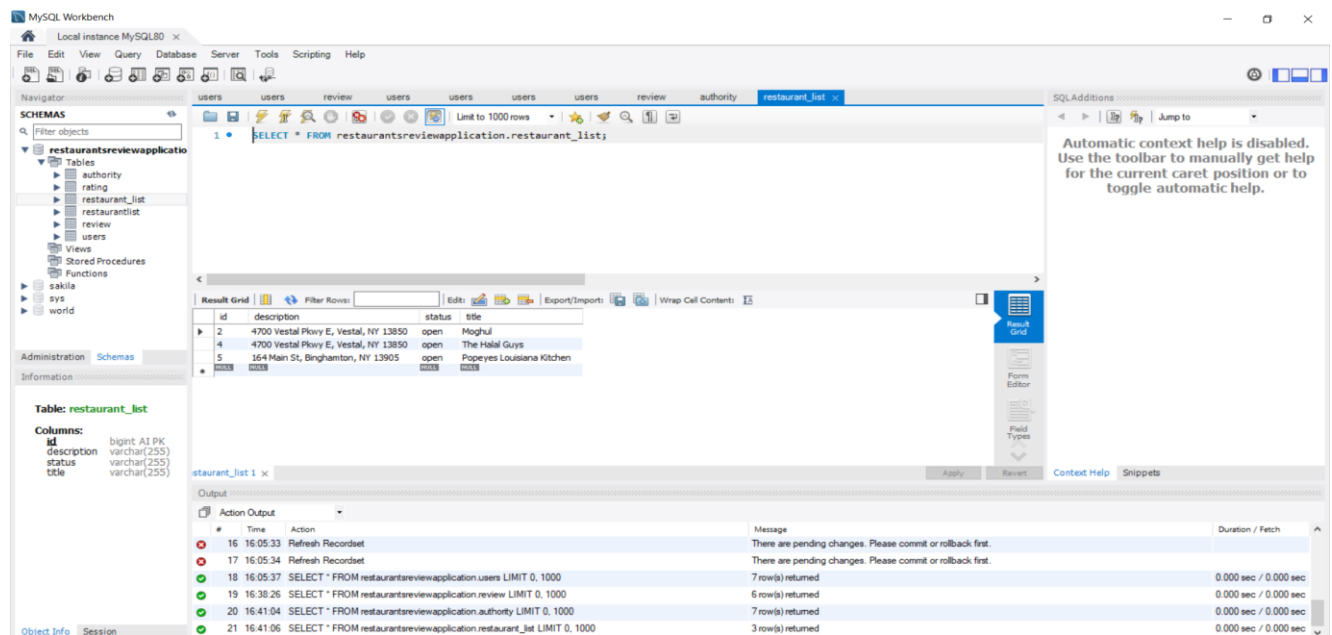 MySQL Workbench
Local instance MySQL80
File Edit View Query Database Server Tools Scripting Help
Navigator
SCHEMAS
Filter objects
restaurantsreviewapplicatio
Tables
authority
rating
restaurant_list
restaurantlist
review
users
Views
Stored Procedures
Functions
sakila
sys
world
Administration Schemas
Information
Table: restaurant_list
Columns:
id bigint AI PK
description varchar(255)
status varchar(255)
title varchar(255)
Object Info Session
users users review users users users users review authority restaurant_list
Limit to 1000 rows
1 SELECT * FROM restaurantsreviewapplication.restaurant_list;
Result Grid Filter Rows: Edit: Export/Import: Wrap Cell Content:
id description status title
2 4700 Vestal Pkwy E, Vestal, NY 13850 open Moghul
4 4700 Vestal Pkwy E, Vestal, NY 13850 open The Halal Guys
5 164 Main St, Binghamton, NY 13905 open Popeyes Louisiana Kitchen
NULL NULL NULL NULL
Result Grid
Form Editor
Field Types
staurant_list 1
Apply Revert
SQLAdditions
Jump to
Automatic context help is disabled.
Use the toolbar to manually get help
for the current caret position or to
toggle automatic help.
Context Help Snippets
Output
Action Output
# Time Action Message Duration / Fetch
16 16:05:33 Refresh Recordset There are pending changes. Please commit or rollback first.
17 16:05:34 Refresh Recordset There are pending changes. Please commit or rollback first.
18 16:05:37 SELECT * FROM restaurantsreviewapplication.users LIMIT 0, 1000 7 row(s) returned 0.000 sec / 0.000 sec
19 16:38:26 SELECT * FROM restaurantsreviewapplication.review LIMIT 0, 1000 6 row(s) returned 0.000 sec / 0.000 sec
20 16:41:04 SELECT * FROM restaurantsreviewapplication.authority LIMIT 0, 1000 7 row(s) returned 0.000 sec / 0.000 sec
21 16:41:06 SELECT * FROM restaurantsreviewapplication.restaurant_list LIMIT 0, 1000 3 row(s) returned 0.000 sec / 0.000 sec